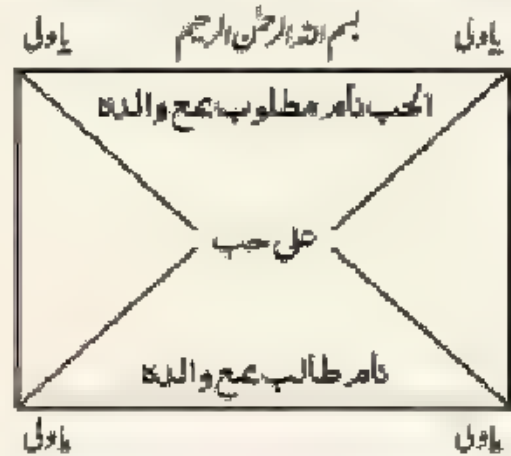 یاولی بسم اللہ الرحمٰن الرحیم یاولی
الحب نام مطلوب مع والدہ
علی حب
نام طالب مع والدہ
یاولی یاولی